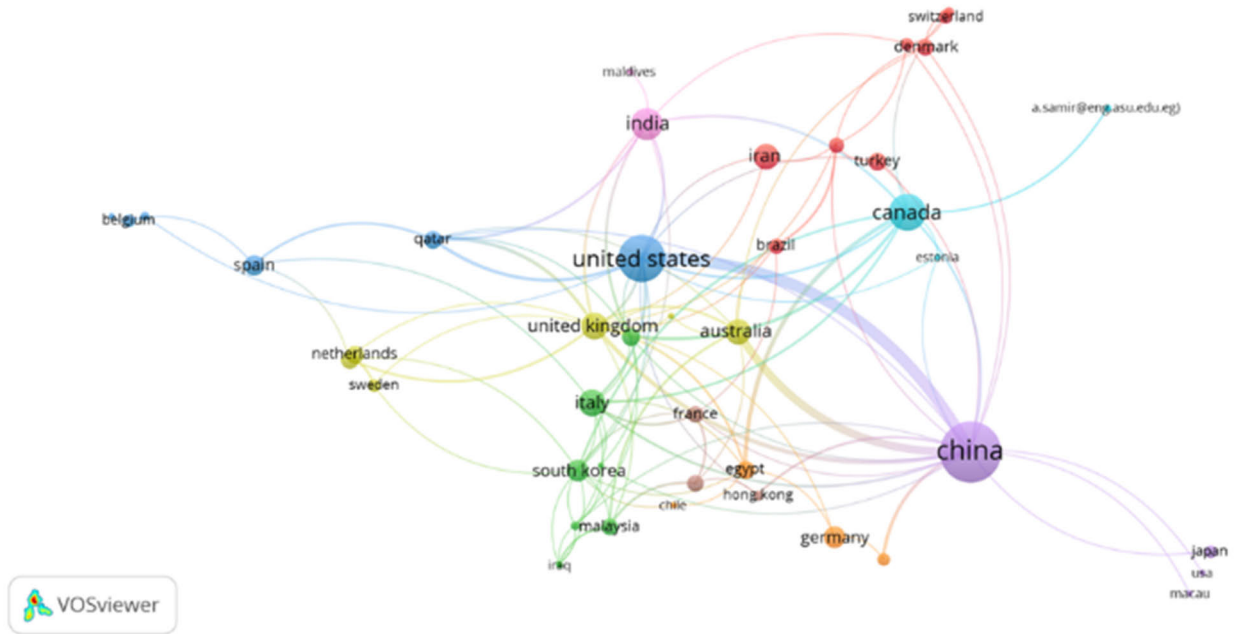 switzerland
denmark
maldives
a.samir@eng.asu.edu.eg)
india
iran
turkey
canada
belgium
qatar
brazil
spain
united states
estonia
united kingdom
australia
netherlands
sweden
italy
france
china
south korea
egypt
hong kong
chile
malaysia
germany
iraq
japan
usa
macau
VOSviewer